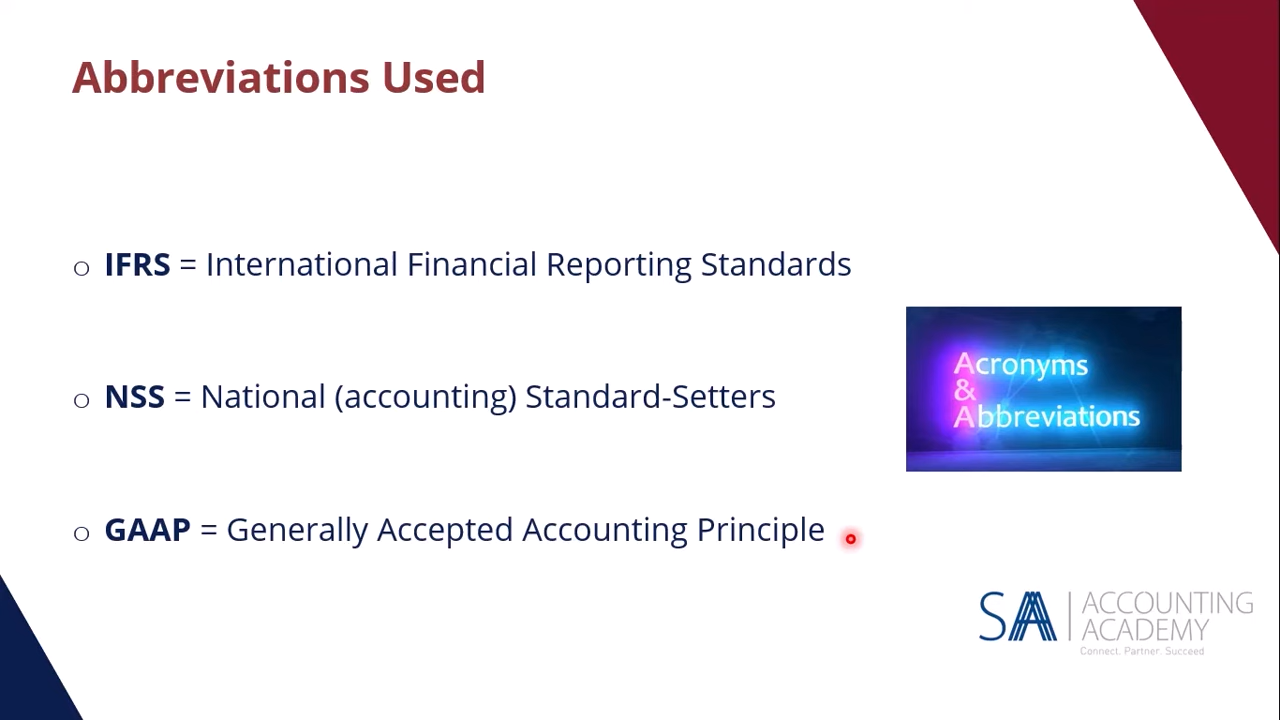 Abbreviations Used
o IFRS = International Financial Reporting Standards
o NSS = National (accounting) Standard-Setters
o GAAP = Generally Accepted Accounting Principle
Acronyms
&
Abbreviations
SAA ACCOUNTING
ACADEMY
Connect. Partner. Succeed